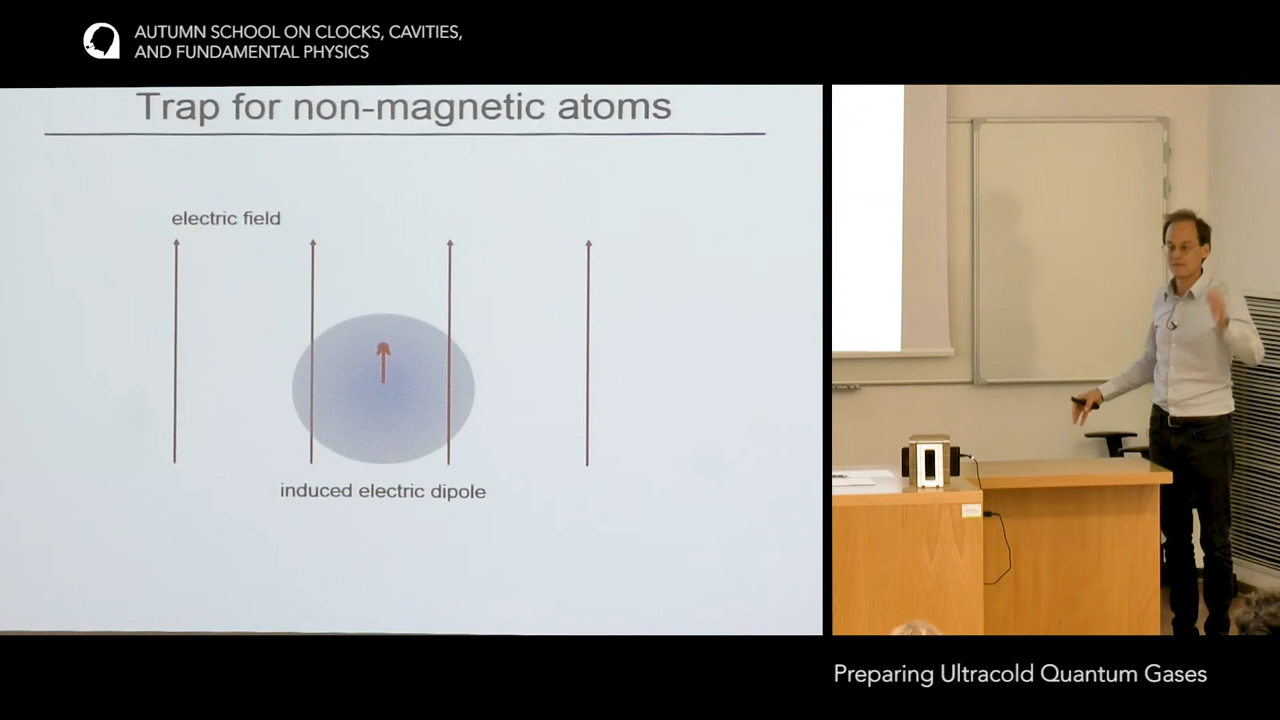 AUTUMN SCHOOL ON CLOCKS, CAVITIES,
AND FUNDAMENTAL PHYSICS
Trap for non-magnetic atoms
electric field
induced electric dipole
Preparing Ultracold Quantum Gases